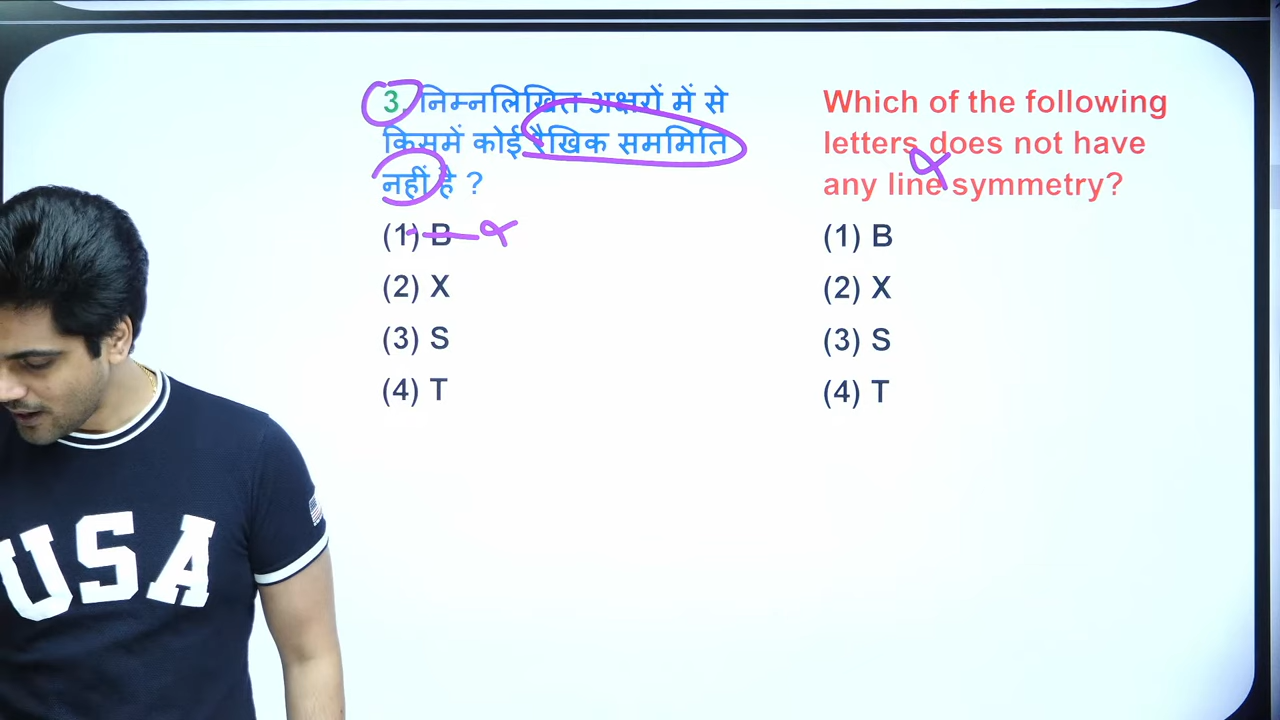 3. निम्नलिखित अक्षरों में से
किसमें कोई रैखिक सममिति
नहीं है ?
(1) B
(2) X
(3) S
(4) T
Which of the following
letters does not have
any line symmetry?
(1) B
(2) X
(3) S
(4) T
USA